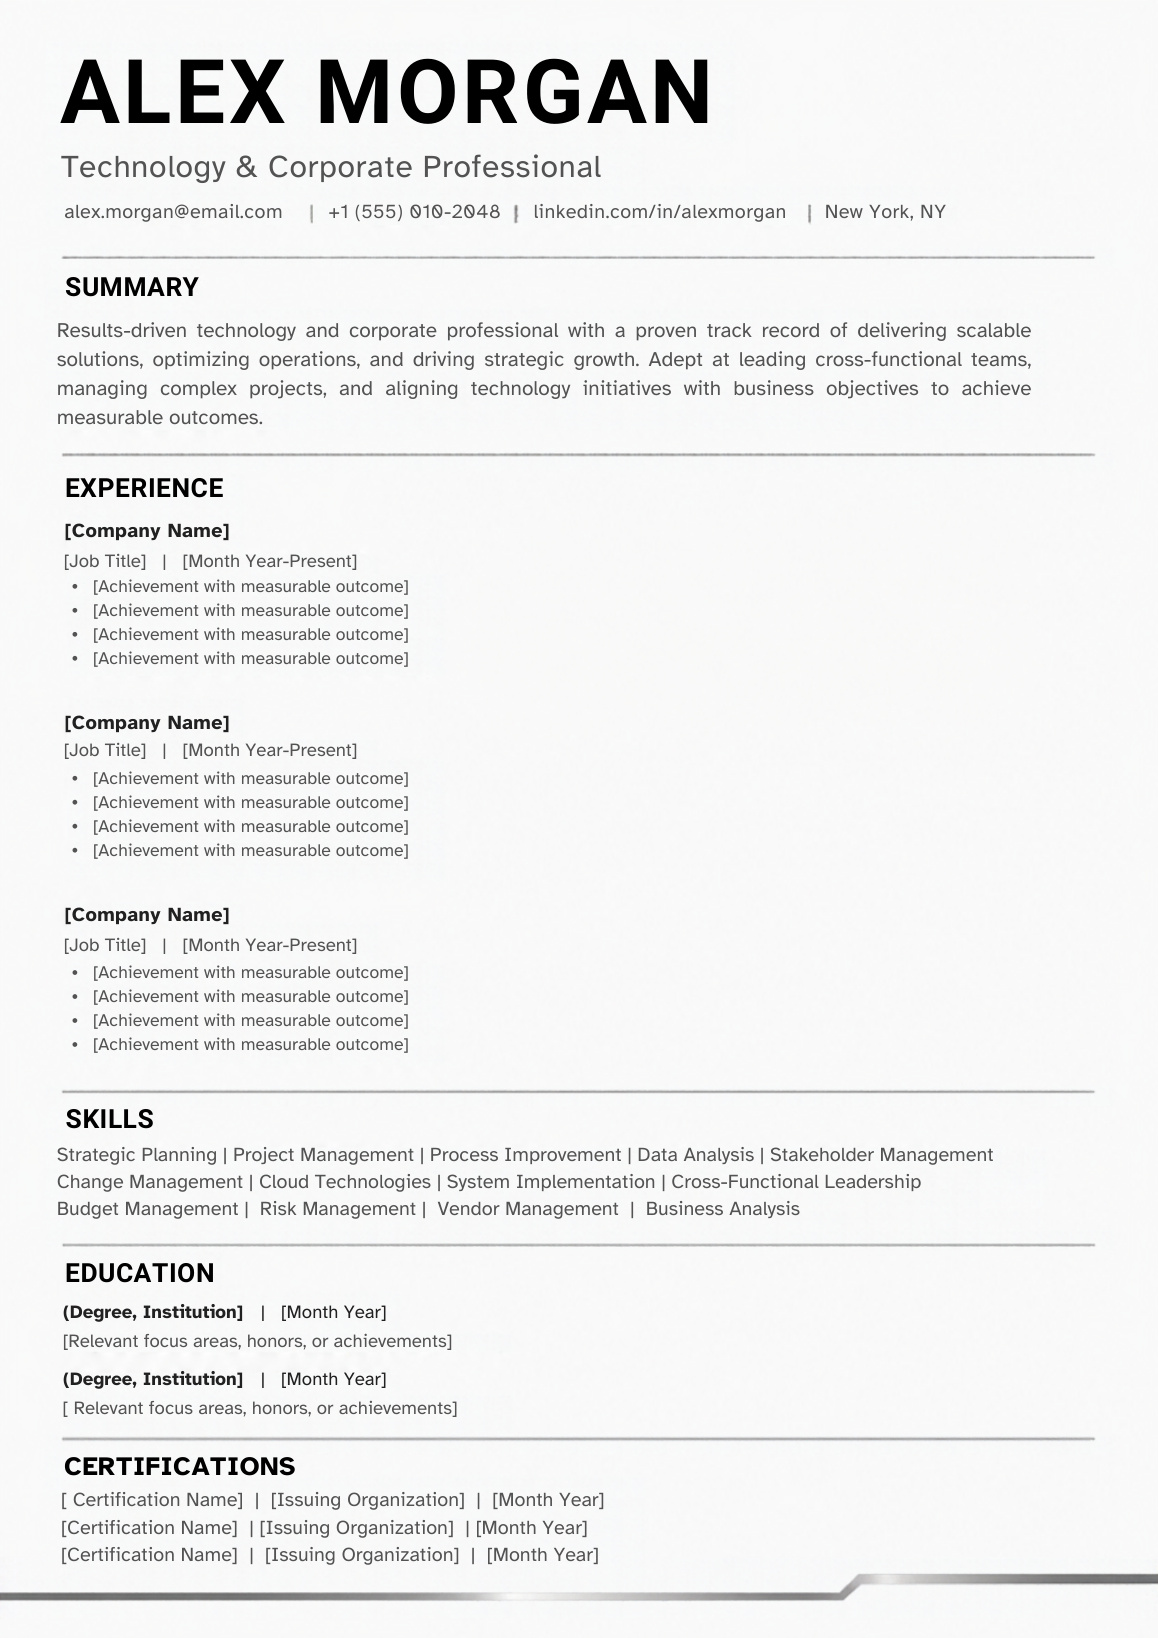 ALEX MORGAN
Technology & Corporate Professional
alex.morgan@email.com | +1 (555) 010-2048 | linkedin.com/in/alexmorgan | New York, NY
SUMMARY
Results-driven technology and corporate professional with a proven track record of delivering scalable
solutions, optimizing operations, and driving strategic growth. Adept at leading cross-functional teams,
managing complex projects, and aligning technology initiatives with business objectives to achieve
measurable outcomes.
EXPERIENCE
[Company Name]
[Job Title] | [Month Year-Present]
• [Achievement with measurable outcome]
• [Achievement with measurable outcome]
• [Achievement with measurable outcome]
• [Achievement with measurable outcome]
[Company Name]
[Job Title] | [Month Year-Present]
• [Achievement with measurable outcome]
• [Achievement with measurable outcome]
• [Achievement with measurable outcome]
• [Achievement with measurable outcome]
[Company Name]
[Job Title] | [Month Year-Present]
• [Achievement with measurable outcome]
• [Achievement with measurable outcome]
• [Achievement with measurable outcome]
• [Achievement with measurable outcome]
SKILLS
Strategic Planning | Project Management | Process Improvement | Data Analysis | Stakeholder Management
Change Management | Cloud Technologies | System Implementation | Cross-Functional Leadership
Budget Management | Risk Management | Vendor Management | Business Analysis
EDUCATION
(Degree, Institution] | [Month Year]
[Relevant focus areas, honors, or achievements]
(Degree, Institution] | [Month Year]
[ Relevant focus areas, honors, or achievements]
CERTIFICATIONS
[ Certification Name] | [Issuing Organization] | [Month Year]
[Certification Name] | [Issuing Organization] | [Month Year]
[Certification Name] | [Issuing Organization] | [Month Year]